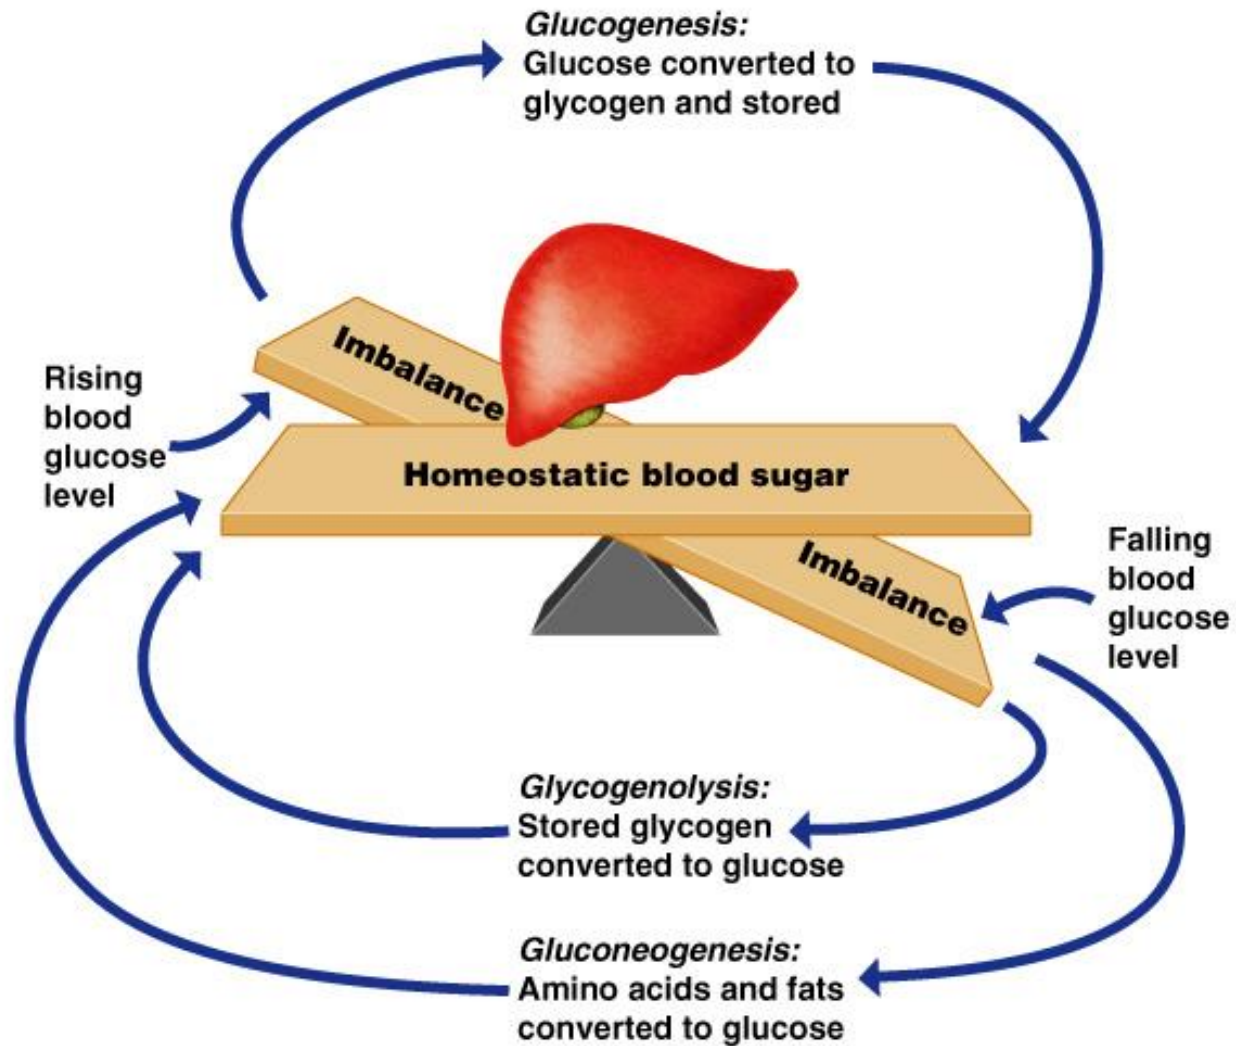 Glucogenesis:
Glucose converted to
glycogen and stored
Imbalance
Rising
blood
glucose
level
Homeostatic blood sugar
Imbalance
Falling
blood
glucose
level
Glycogenolysis:
Stored glycogen
converted to glucose
Gluconeogenesis:
Amino acids and fats
converted to glucose